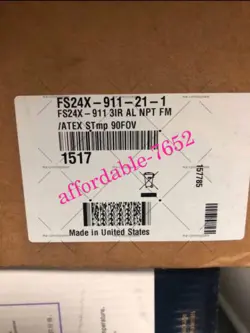 FS24X-911-21-1
FS24X-911 3IR AL NPT FM
/ATEX STmp 90FOV
1517
affordable-7652
Made in United States
157785